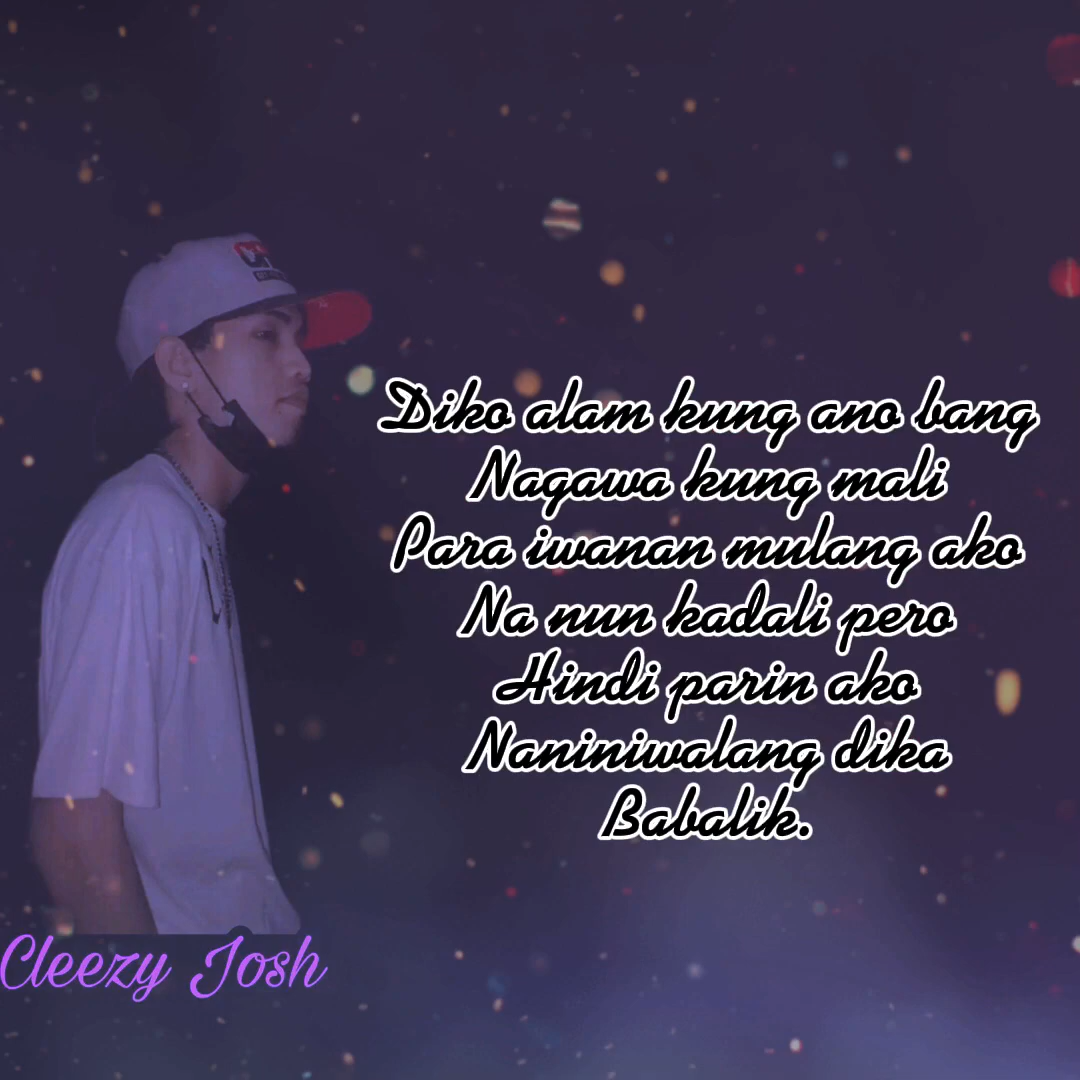 Diko alam kung ano bang
Nagawa kung mali
Para iwanan mulang ako
Na nun kadali pero
Hindi parin ako
Naniniwalang dika
Babalik.
Cleezy Josh